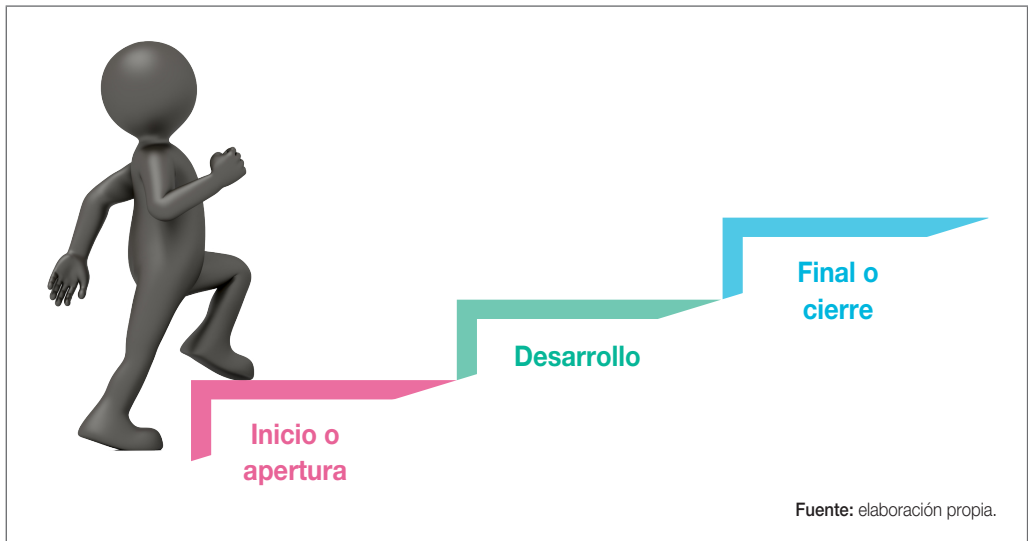 Inicio o
apertura
Desarrollo
Final o
cierre
Fuente: elaboración propia.